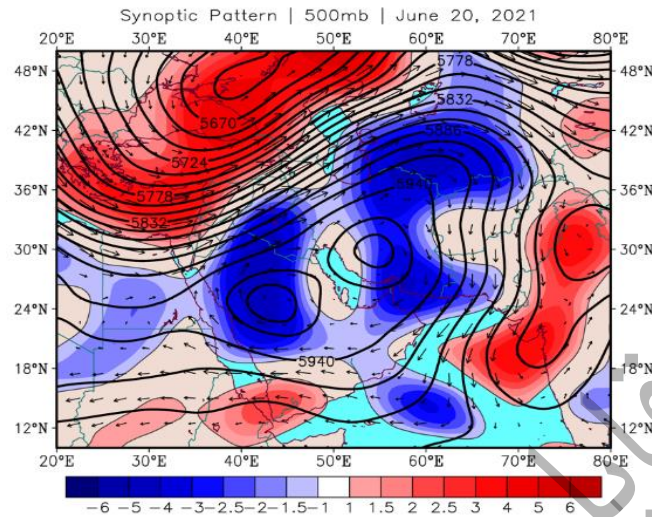 Synoptic Pattern | 500mb | June 20, 2021
20°E 30°E 40°E 50°E 60°E 70°E 80°E
48°N 48°N
42°N 42°N
36°N 36°N
30°N 30°N
24°N 24°N
18°N 18°N
12°N 12°N
5778
5832
5886
5670
5724
5778
5832
5940
20°E 30°E 40°E 50°E 60°E 70°E 80°E
-6 -5 -4 -3 -2.5 -2 -1.5 -1 1 1.5 2 2.5 3 4 5 6